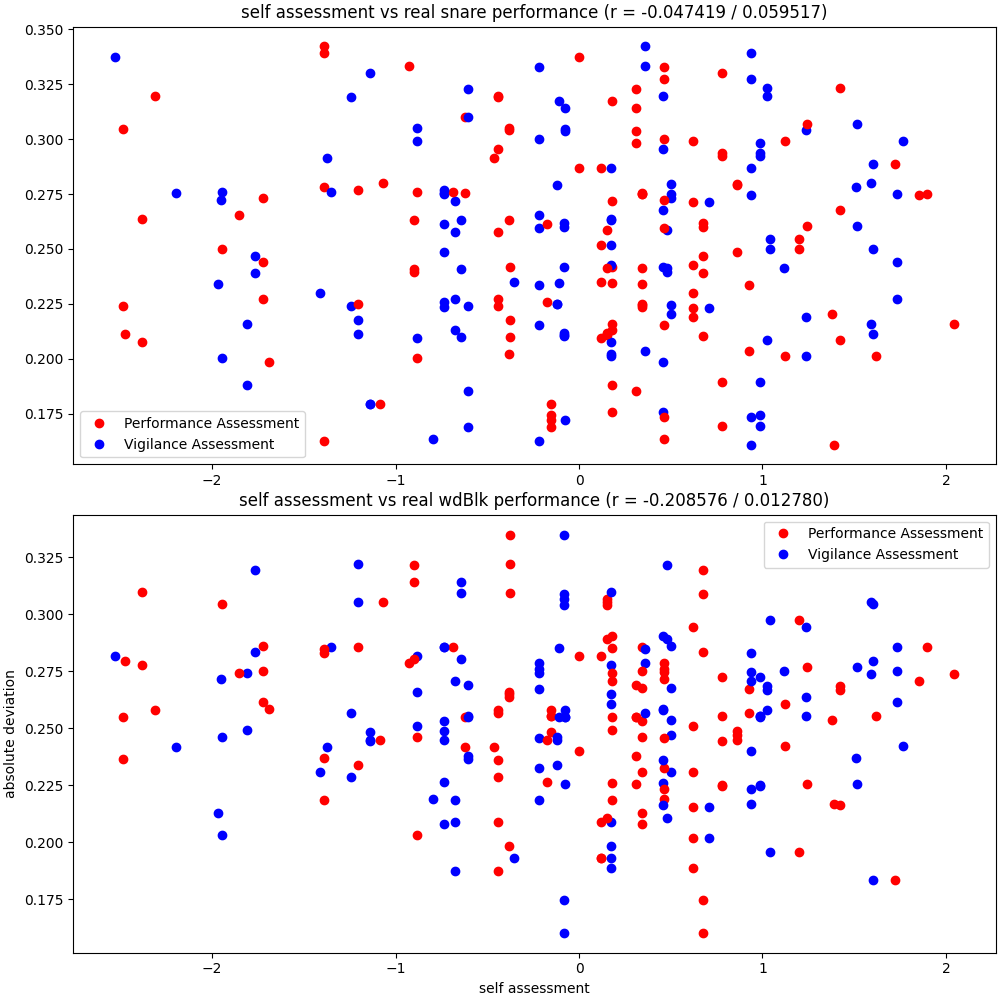 self assessment vs real snare performance (r = -0.047419 / 0.059517)
0.350
0.325
0.300
0.275
0.250
0.225
0.200
0.175
Performance Assessment
Vigilance Assessment
−2 −1 0 1 2
self assessment vs real wdBlk performance (r = -0.208576 / 0.012780)
Performance Assessment
Vigilance Assessment
0.325
0.300
0.275
0.250
0.225
0.200
0.175
absolute deviation
−2 −1 0 1 2
self assessment